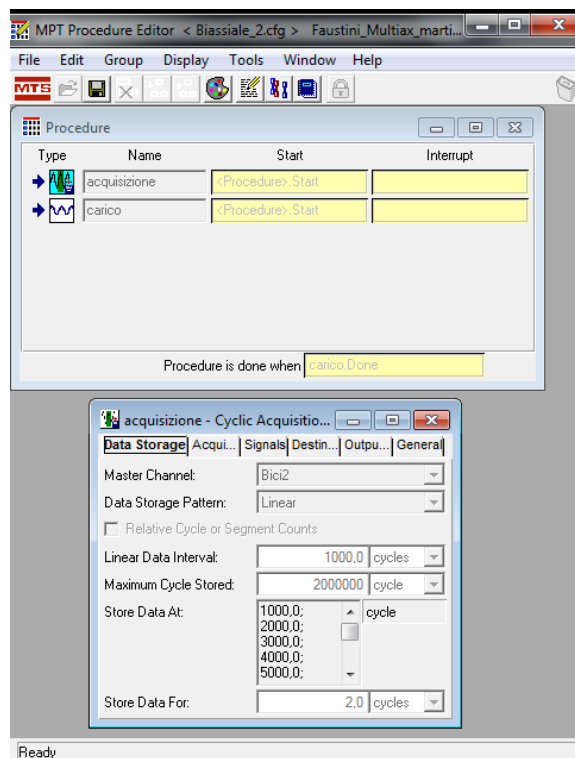 MPT Procedure Editor < Biassiale_2.cfg > Faustini_Multiax_marti...
File Edit Group Display Tools Window Help
MTS
Procedure
Type Name Start Interrupt
acquisizione <Procedure>.Start
carico <Procedure>.Start
Procedure is done when carico.Done
acquisizione - Cyclic Acquisitio...
Data Storage Acqui... Signals Destin... Outpu... General
Master Channel: Bici2
Data Storage Pattern: Linear
Relative Cycle or Segment Counts
Linear Data Interval: 1000,0 cycles
Maximum Cycle Stored: 2000000 cycle
Store Data At: 1000,0; cycle
2000,0;
3000,0;
4000,0;
5000,0;
Store Data For: 2,0 cycles
Ready